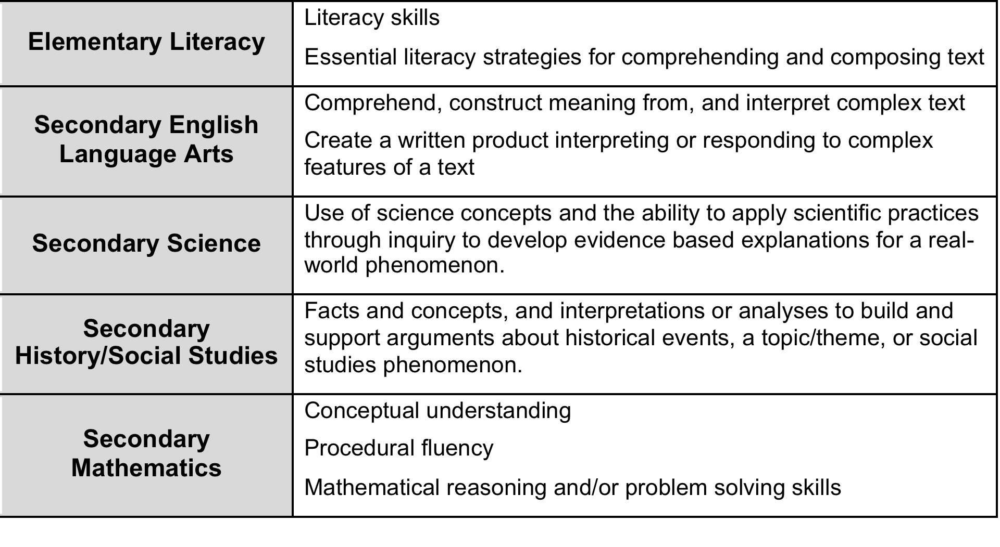 Elementary Literacy
Literacy skills
Essential literacy strategies for comprehending and composing text
Secondary English
Language Arts
Comprehend, construct meaning from, and interpret complex text
Create a written product interpreting or responding to complex
features of a text
Secondary Science
Use of science concepts and the ability to apply scientific practices
through inquiry to develop evidence based explanations for a real-
world phenomenon.
Secondary
History/Social Studies
Facts and concepts, and interpretations or analyses to build and
support arguments about historical events, a topic/theme, or social
studies phenomenon.
Secondary
Mathematics
Conceptual understanding
Procedural fluency
Mathematical reasoning and/or problem solving skills